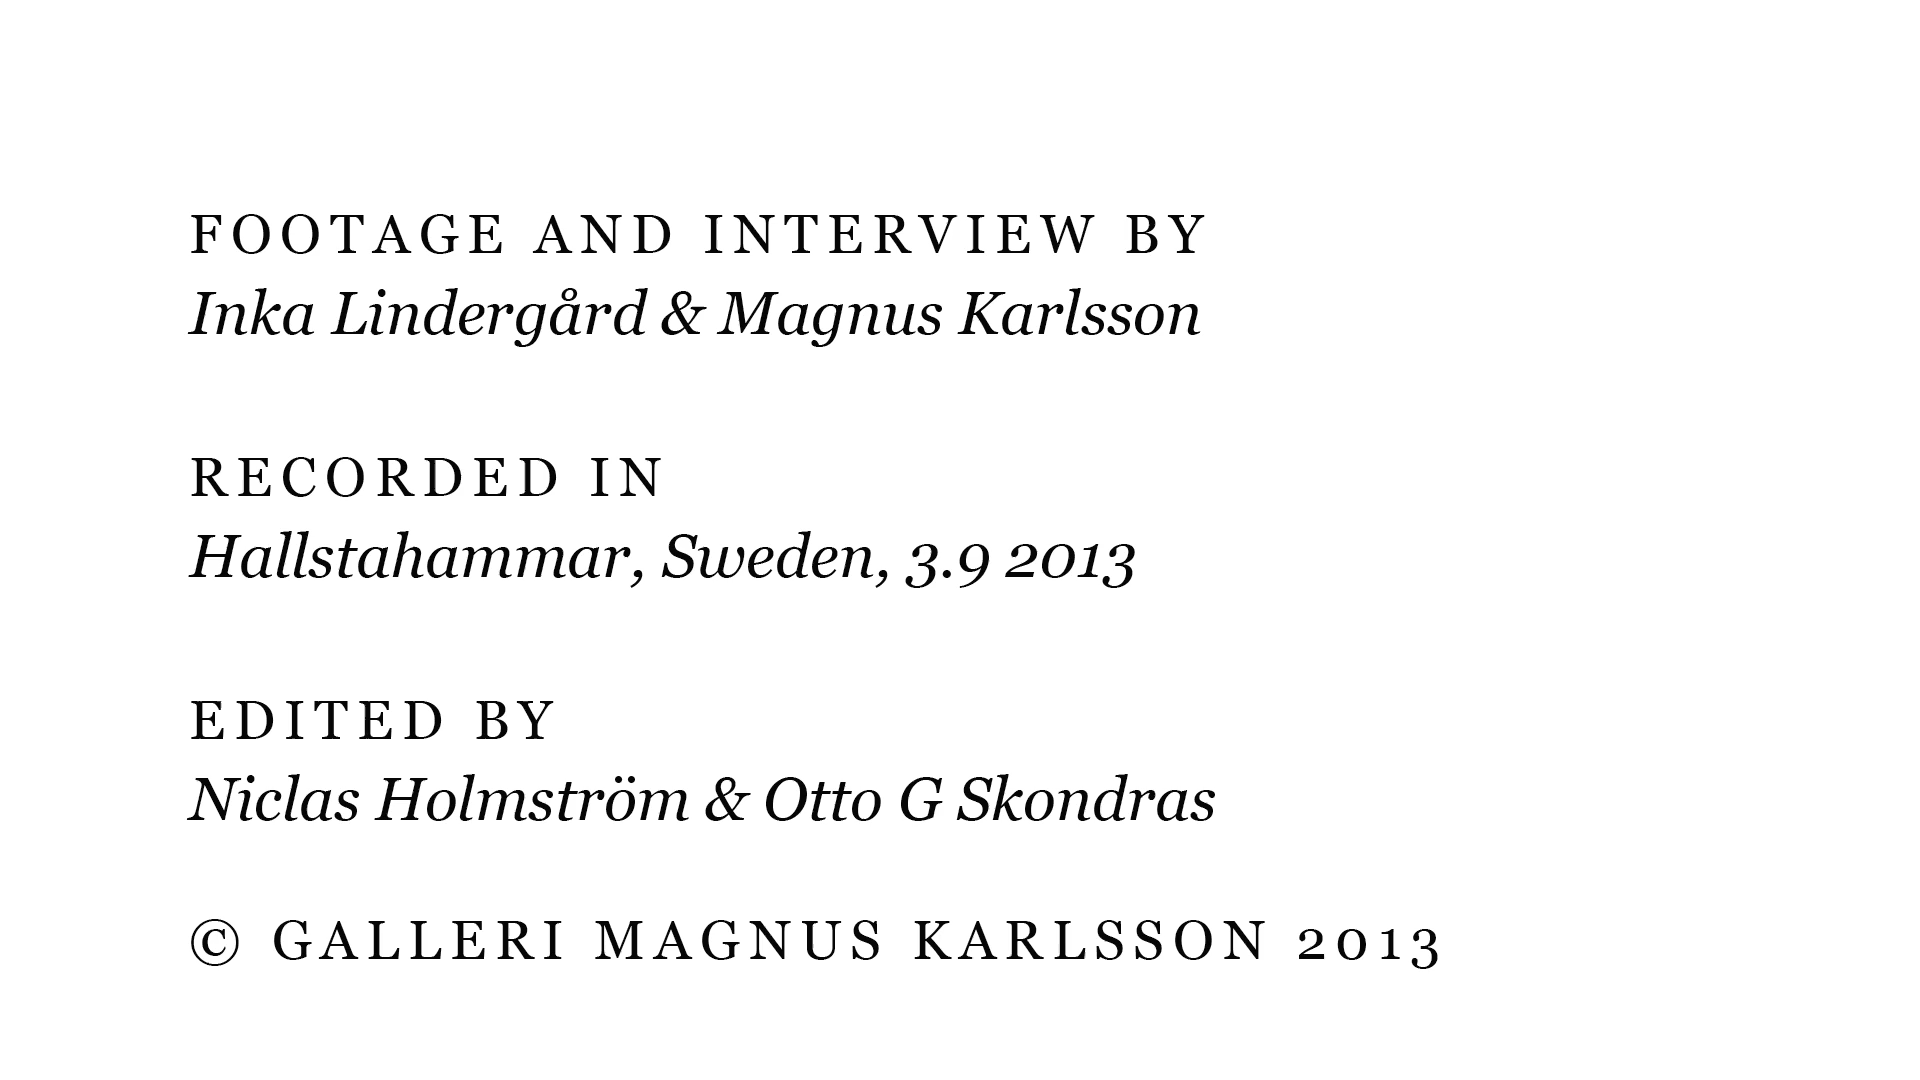 FOOTAGE AND INTERVIEW BY
Inka Lindergård & Magnus Karlsson
RECORDED IN
Hallstahammar, Sweden, 3.9 2013
EDITED BY
Niclas Holmström & Otto G Skondras
© GALLERI MAGNUS KARLSSON 2013